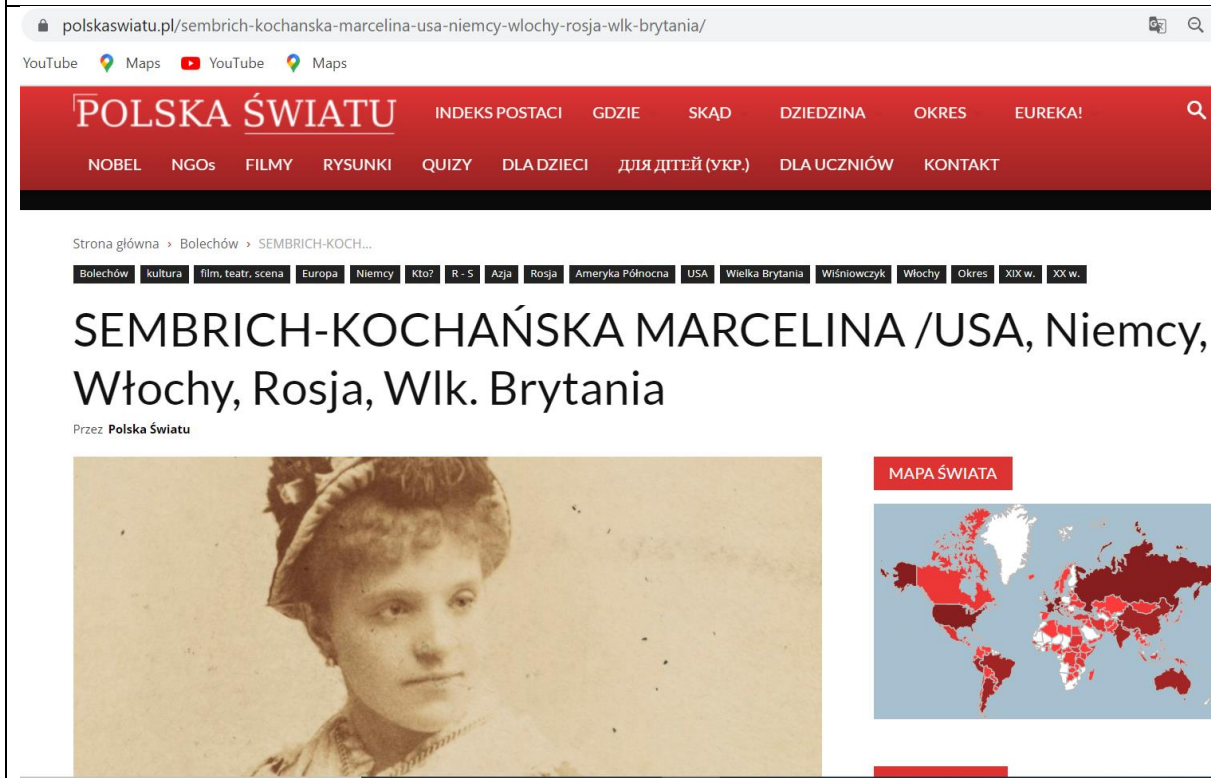 polskaswiatu.pl/sembrich-kochanska-marcelina-usa-niemcy-wlochy-rosja-wlk-brytania/
YouTube Maps YouTube Maps
POLSKA ŚWIATU INDEKS POSTACI GDZIE SKĄD DZIEDZINA OKRES EUREKA!
NOBEL NGOs FILMY RYSUNKI QUIZY DLA DZIECI ДЛЯ ДІТЕЙ (УКР.) DLA UCZNIÓW KONTAKT
Strona główna › Bolechów › SEMBRICH-KOCH...
Bolechów kultura film, teatr, scena Europa Niemcy Kto? R - S Azja Rosja Ameryka Północna USA Wielka Brytania Wiśniowczyk Włochy Okres XIX w. XX w.
SEMBRICH-KOCHAŃSKA MARCELINA /USA, Niemcy,
Włochy, Rosja, Wlk. Brytania
Przez Polska Światu
MAPA ŚWIATA